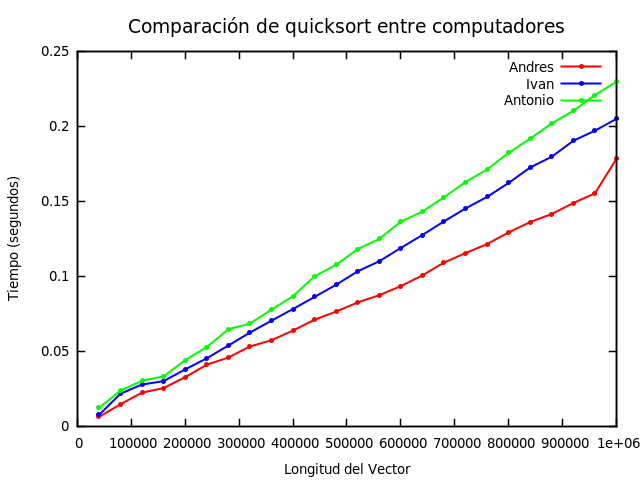 Comparación de quicksort entre computadores
0.25
0.2
0.15
0.1
0.05
0
Tiempo (segundos)
Andres
Ivan
Antonio
0 100000 200000 300000 400000 500000 600000 700000 800000 900000 1e+06
Longitud del Vector